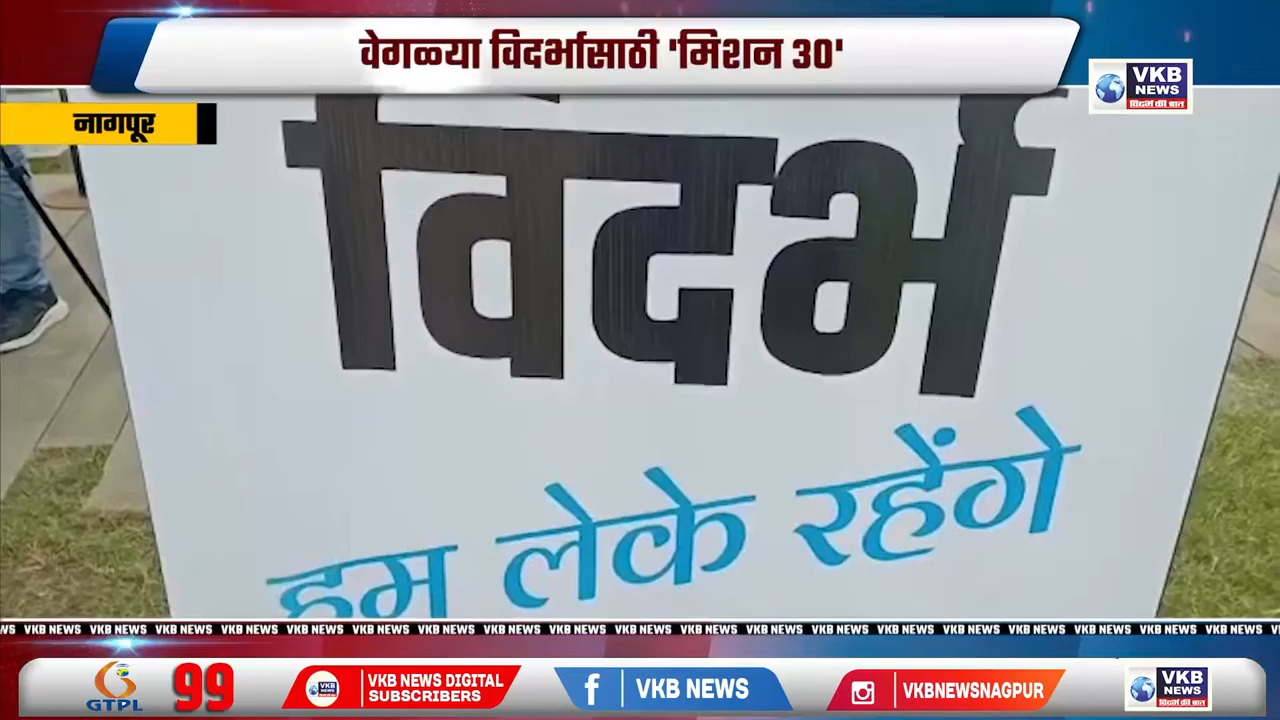 वेगळ्या विदर्भासाठी 'मिशन 30'
VKB
NEWS
विदर्भ की बात
नागपूर
विदर्भ
हम लेके रहेंगे
VKB NEWS VKB NEWS VKB NEWS VKB NEWS VKB NEWS VKB NEWS VKB NEWS VKB NEWS VKB NEWS VKB NEWS VKB NEWS VKB NEWS VKB NEWS VKB NEWS VKB NEWS VKB NEWS VKB NEWS VKB NEWS VKB NEWS
GTPL
99
VKB
NEWS
VKB NEWS DIGITAL
SUBSCRIBERS
f
VKB NEWS
VKBNEWSNAGPUR
VKB
NEWS
विदर्भ की बात